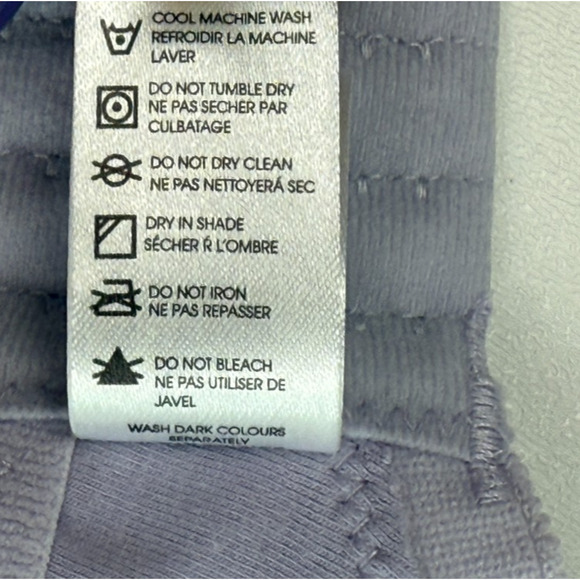 COOL MACHINE WASH
REFROIDIR LA MACHINE
LAVER
DO NOT TUMBLE DRY
NE PAS SECHER PAR
CULBATAGE
DO NOT DRY CLEAN
NE PAS NETTOYERÁ SEC
DRY IN SHADE
SÉCHER Ŕ L'OMBRE
DO NOT IRON
NE PAS REPASSER
DO NOT BLEACH
NE PAS UTILISER DE
JAVEL
WASH DARK COLOURS
SEPARATELY